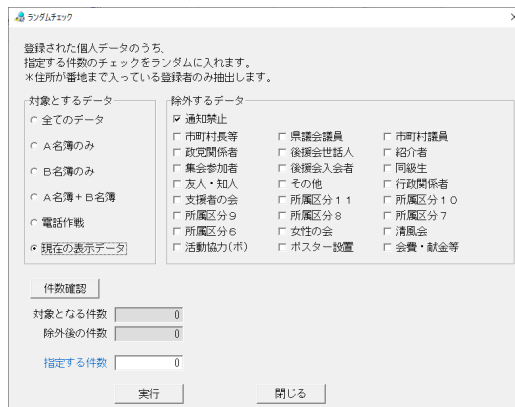 ランダムチェック
登録された個人データのうち、
指定する件数のチェックをランダムに入れます。
＊住所が番地まで入っている登録者のみ抽出します。
対象とするデータ
全てのデータ
Ａ名簿のみ
Ｂ名簿のみ
Ａ名簿＋Ｂ名簿
電話作戦
現在の表示データ
除外するデータ
通知禁止
市町村長等 県議会議員 市町村議員
政党関係者 後援会世話人 紹介者
集会参加者 後援会入会者 同級生
友人・知人 その他 行政関係者
支援者の会 所属区分１１ 所属区分１０
所属区分９ 所属区分８ 所属区分７
所属区分６ 女性の会 清風会
活動協力(ポ) ポスター設置 会費・献金等
件数確認
対象となる件数 0
除外後の件数 0
指定する件数 0
実行 閉じる